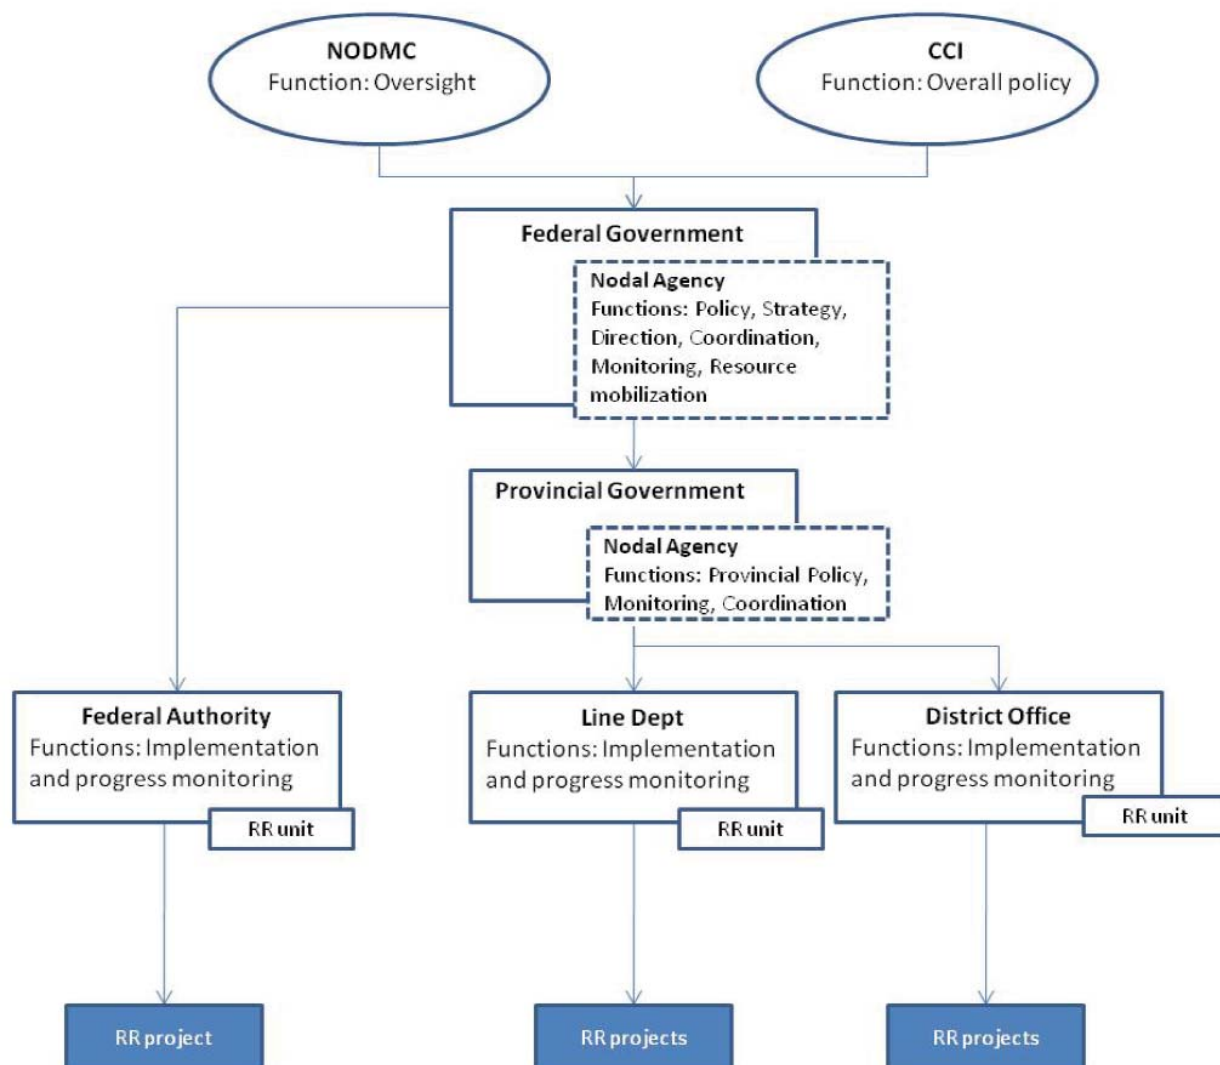 NODMC
Function: Oversight
CCI
Function: Overall policy
Federal Government
Nodal Agency
Functions: Policy, Strategy,
Direction, Coordination,
Monitoring, Resource
mobilization
Provincial Government
Nodal Agency
Functions: Provincial Policy,
Monitoring, Coordination
Federal Authority
Functions: Implementation
and progress monitoring
RR unit
Line Dept
Functions: Implementation
and progress monitoring
RR unit
District Office
Functions: Implementation
and progress monitoring
RR unit
RR project
RR projects
RR projects